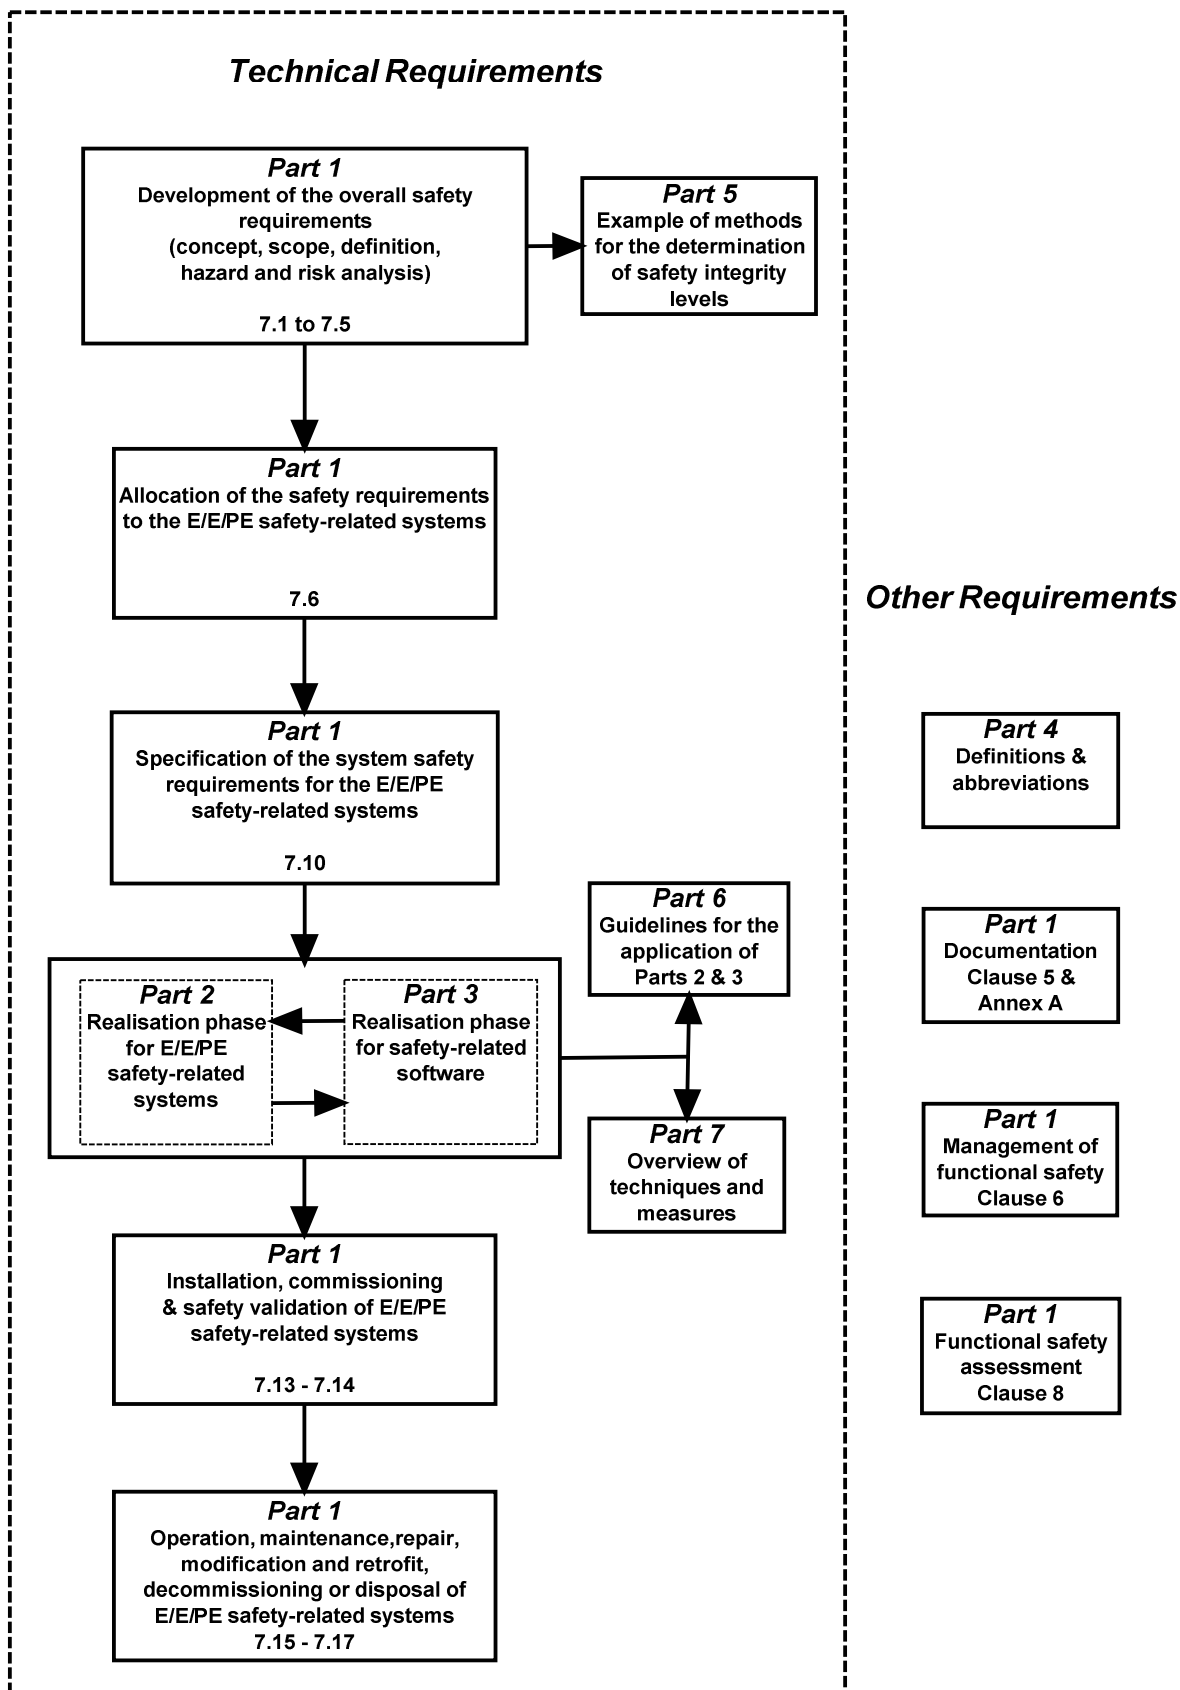 Technical Requirements
Part 1
Development of the overall safety
requirements
(concept, scope, definition,
hazard and risk analysis)
7.1 to 7.5
Part 5
Example of methods
for the determination
of safety integrity
levels
Part 1
Allocation of the safety requirements
to the E/E/PE safety-related systems
7.6
Other Requirements
Part 1
Specification of the system safety
requirements for the E/E/PE
safety-related systems
7.10
Part 4
Definitions &
abbreviations
Part 6
Guidelines for the
application of
Parts 2 & 3
Part 1
Documentation
Clause 5 &
Annex A
Part 2
Realisation phase
for E/E/PE
safety-related
systems
Part 3
Realisation phase
for safety-related
software
Part 7
Overview of
techniques and
measures
Part 1
Management of
functional safety
Clause 6
Part 1
Installation, commissioning
& safety validation of E/E/PE
safety-related systems
7.13 - 7.14
Part 1
Functional safety
assessment
Clause 8
Part 1
Operation, maintenance,repair,
modification and retrofit,
decommissioning or disposal of
E/E/PE safety-related systems
7.15 - 7.17